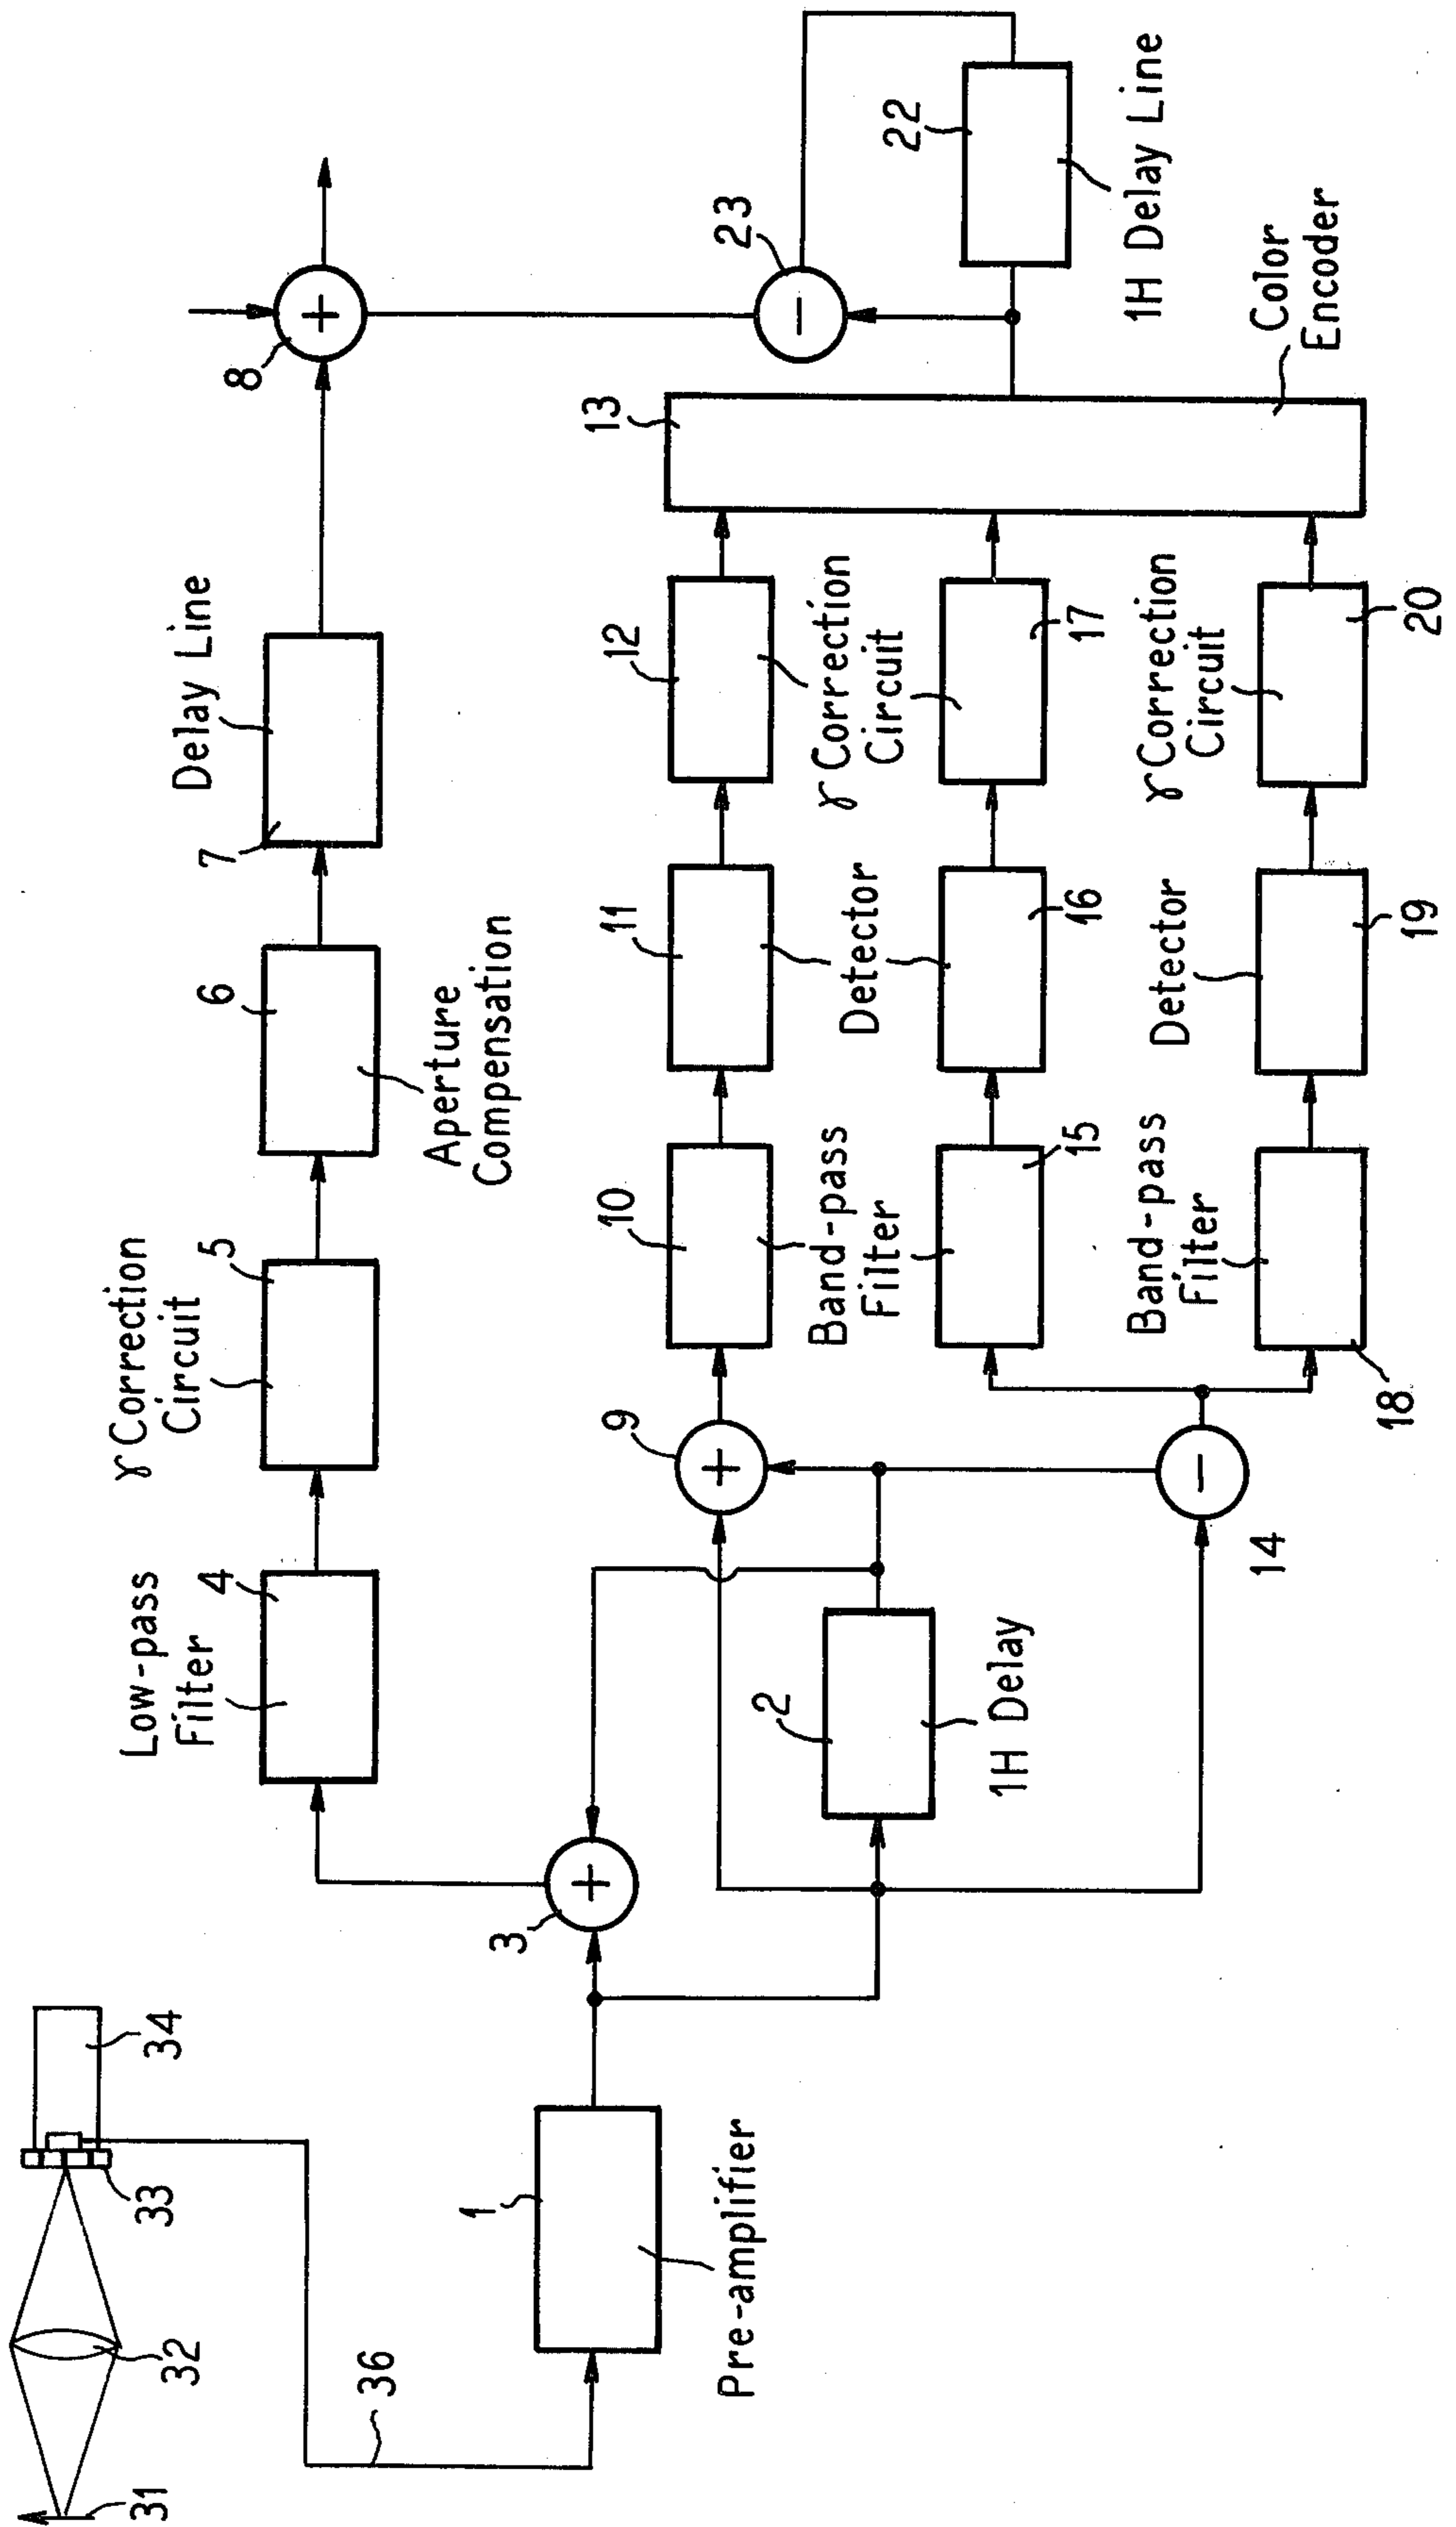 31
32
33
34
36
1
Pre-amplifier
3
2
1H Delay
Low-pass
Filter
4
γ Correction
Circuit
5
6
Aperture
Compensation
7
Delay Line
8
9
14
10
Band-pass
Filter
15
Band-pass
Filter
18
11
Detector
16
Detector
19
12
γ Correction
Circuit
17
γ Correction
Circuit
20
13
Color
Encoder
23
22
1H Delay Line
+
+
+
−
−